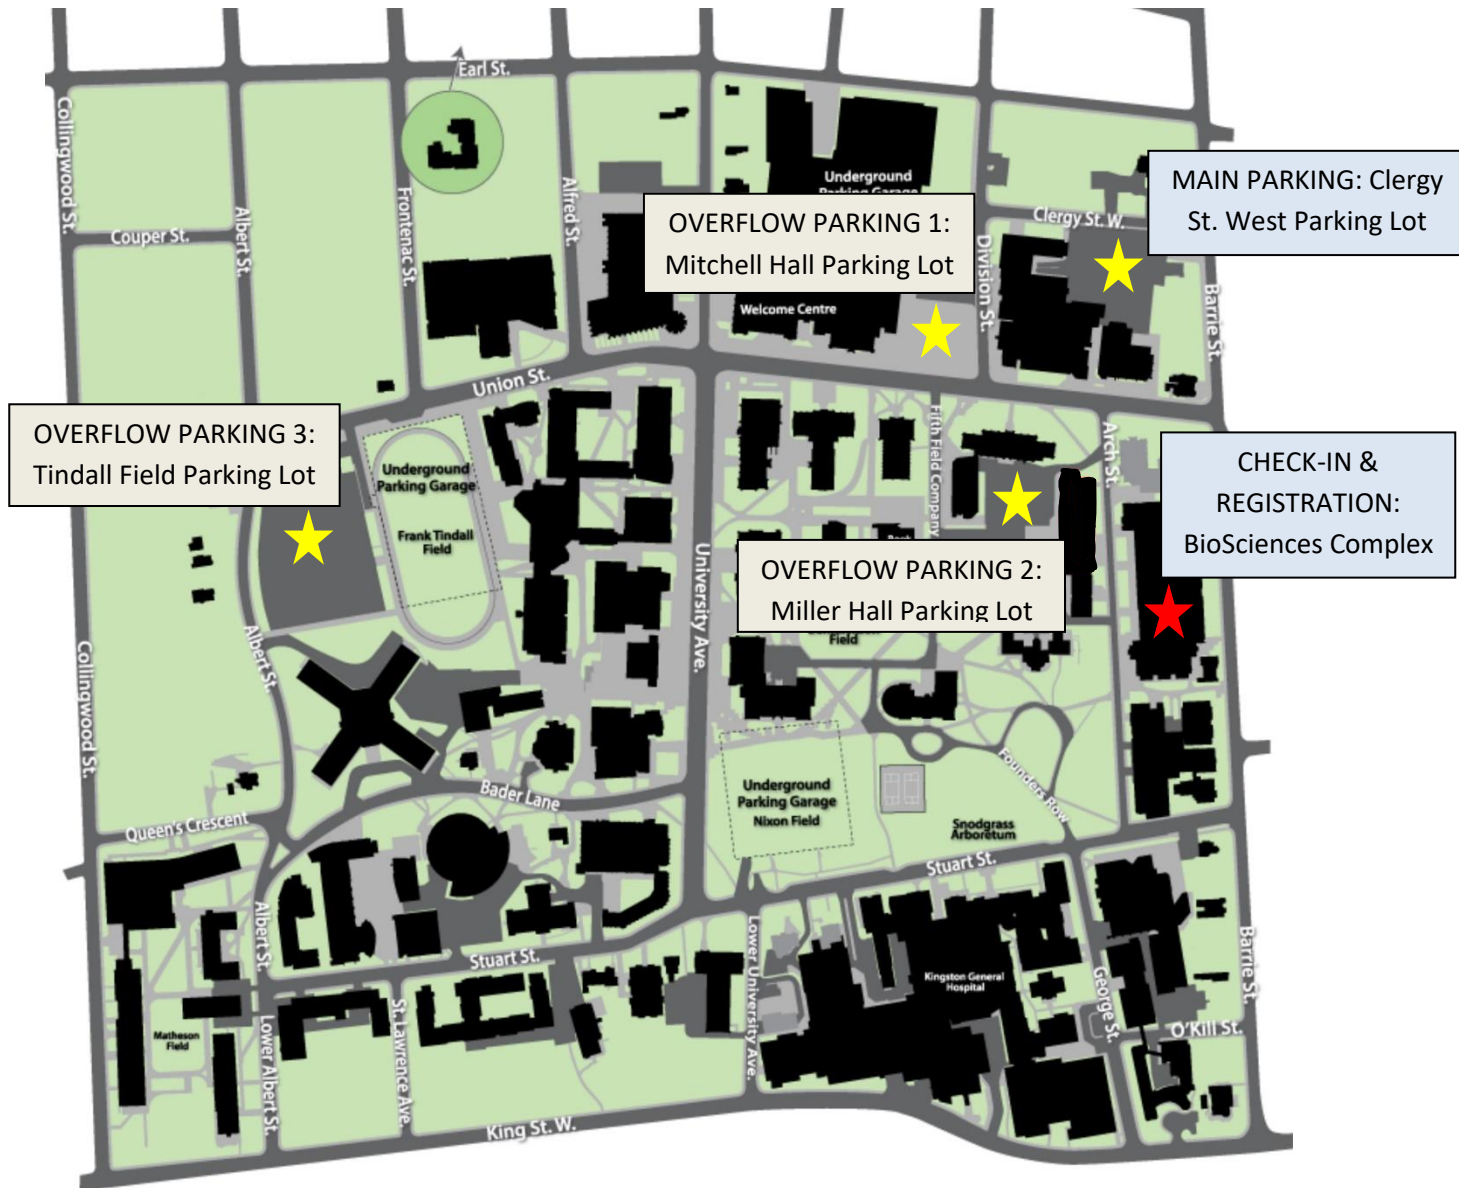 Earl St.
Collingwood St.
Albert St.
Frontenac St.
Alfred St.
Couper St.
Underground
Parking Garage
MAIN PARKING: Clergy
St. West Parking Lot
Clergy St. W.
OVERFLOW PARKING 1:
Mitchell Hall Parking Lot
Division St.
Barrie St.
Welcome Centre
Union St.
OVERFLOW PARKING 3:
Tindall Field Parking Lot
Underground
Parking Garage
Frank Tindall
Field
Fifth Field Company
Arch St.
CHECK-IN &
REGISTRATION:
BioSciences Complex
OVERFLOW PARKING 2:
Miller Hall Parking Lot
Field
University Ave.
Albert St.
Collingwood St.
Bader Lane
Queen's Crescent
Underground
Parking Garage
Nixon Field
Founders Row
Snodgrass
Arboretum
Stuart St.
Albert St.
Stuart St.
Lower University Ave.
Kingston General
Hospital
George St.
Barrie St.
O'Kill St.
Matheson
Field
Lower Albert St.
St. Lawrence Ave.
King St. W.